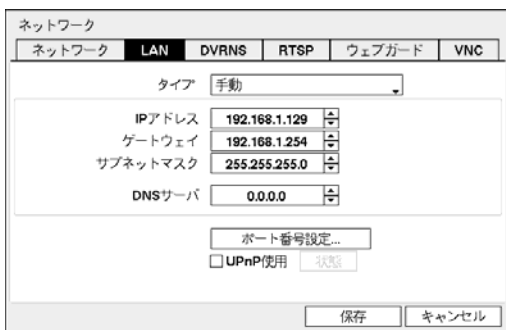 ネットワーク
ネットワーク LAN DVRNS RTSP ウェブガード VNC
タイプ 手動
IPアドレス 192.168.1.129
ゲートウェイ 192.168.1.254
サブネットマスク 255.255.255.0
DNSサーバ 0.0.0.0
ポート番号設定...
UPnP使用 状態
保存 キャンセル